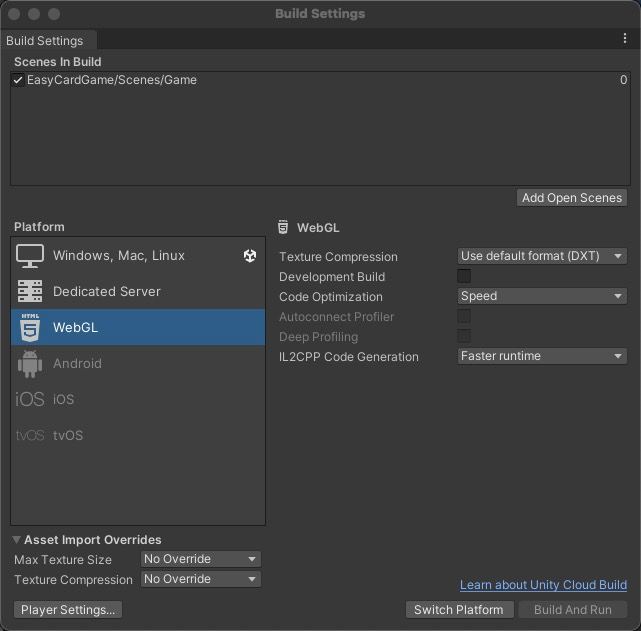 Build Settings
Build Settings
Scenes In Build
EasyCardGame/Scenes/Game 0
Add Open Scenes
Platform
Windows, Mac, Linux
Dedicated Server
HTML 5 WebGL
Android
iOS iOS
tvOS tvOS
WebGL
Texture Compression Use default format (DXT)
Development Build
Code Optimization Speed
Autoconnect Profiler
Deep Profiling
IL2CPP Code Generation Faster runtime
Asset Import Overrides
Max Texture Size No Override
Texture Compression No Override
Learn about Unity Cloud Build
Player Settings... Switch Platform Build And Run